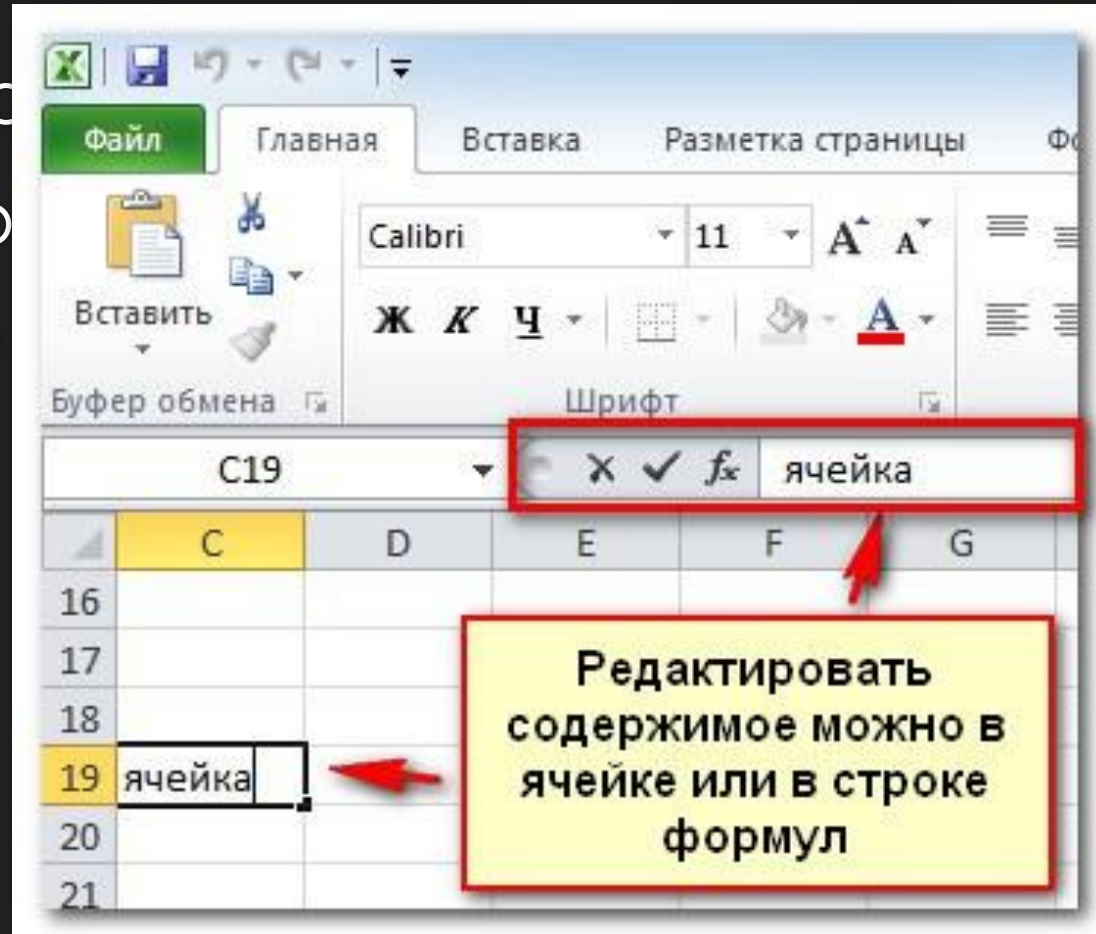 Файл Главная Вставка Разметка страницы
Calibri 11 А А
Вставить Ж К Ч А
Буфер обмена Шрифт
C19 fx ячейка
C D E F G
16
17
18
19 ячейка
20
21
Редактировать
содержимое можно в
ячейке или в строке
формул